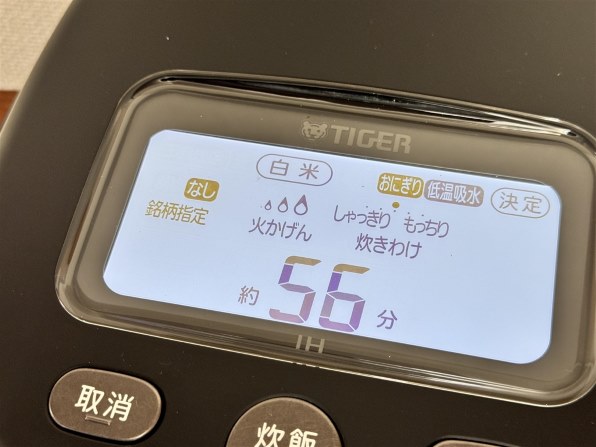 TIGER
白米
なし
銘柄指定
火かげん
おにぎり 低温吸水
決定
しゃっきり もっちり
炊きわけ
約 56 分
IH
取消
炊飯